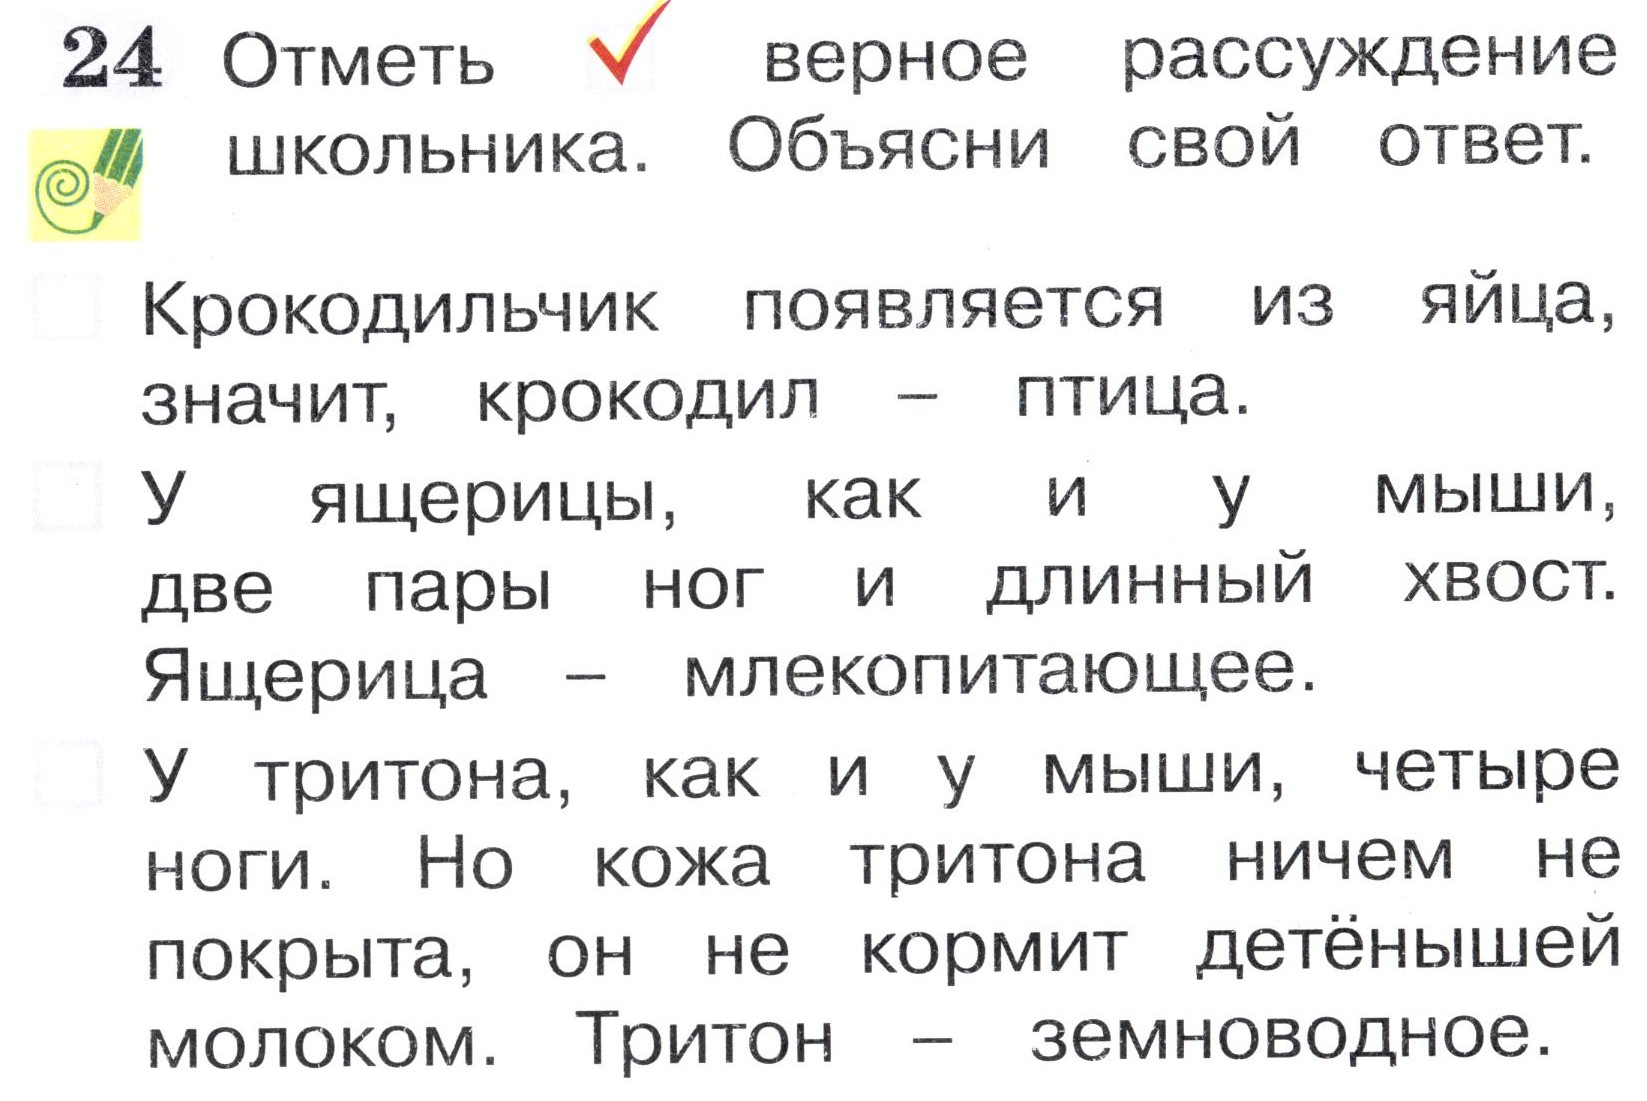 24 Отметь верное рассуждение
школьника. Объясни свой ответ.
Крокодильчик появляется из яйца,
значит, крокодил – птица.
У ящерицы, как и у мыши,
две пары ног и длинный хвост.
Ящерица – млекопитающее.
У тритона, как и у мыши, четыре
ноги. Но кожа тритона ничем не
покрыта, он не кормит детёнышей
молоком. Тритон – земноводное.